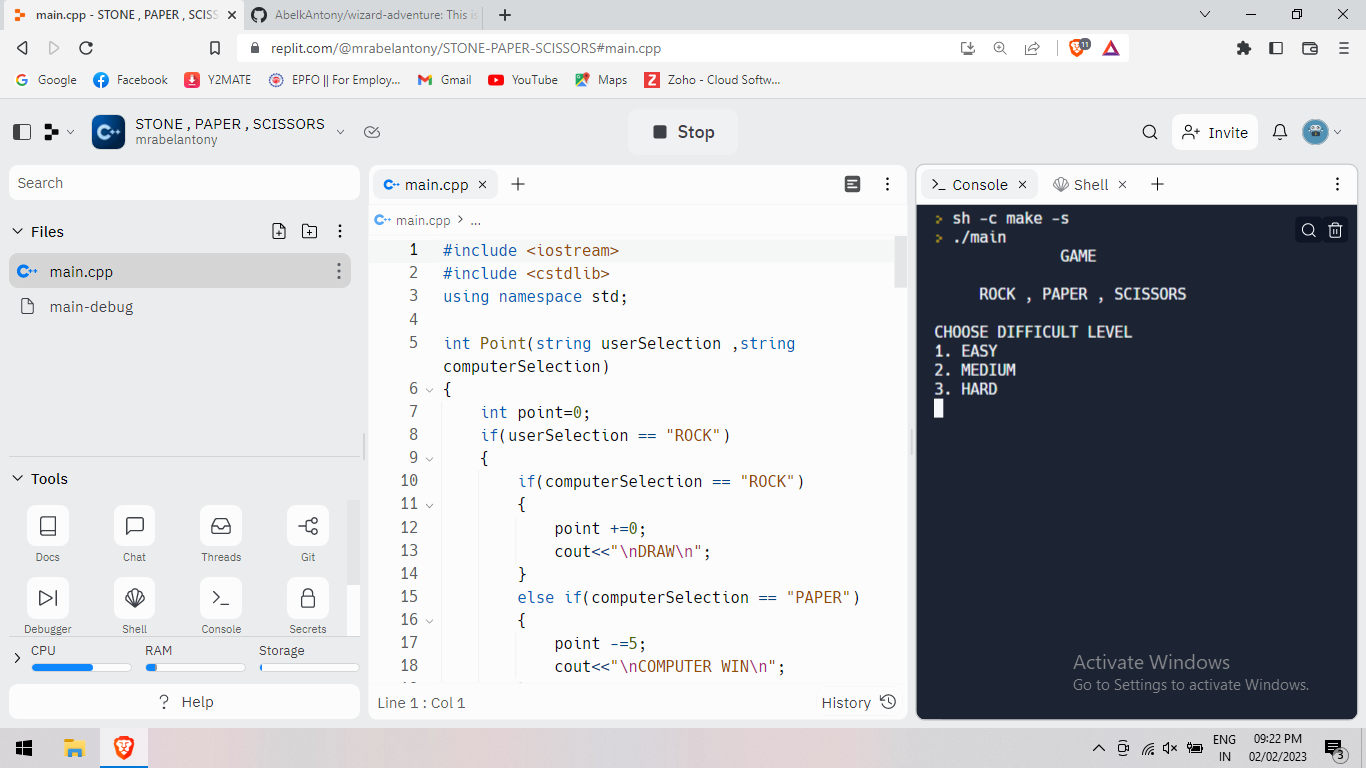 main.cpp - STONE , PAPER , SCISS
AbelkAntony/wizard-adventure: This is
replit.com/@mrabelantony/STONE-PAPER-SCISSORS#main.cpp
11
Google
Facebook
Y2MATE
EPFO || For Employ...
Gmail
YouTube
Maps
Zoho - Cloud Softw...
C++
STONE , PAPER , SCISSORS
mrabelantony
Stop
Invite
Search
Files
main.cpp
main-debug
Tools
Docs
Chat
Threads
Git
Debugger
Shell
Console
Secrets
CPU
RAM
Storage
? Help
main.cpp
main.cpp > ...
1 #include <iostream>
2 #include <cstdlib>
3 using namespace std;
4
5 int Point(string userSelection ,string
computerSelection)
6 {
7 int point=0;
8 if(userSelection == "ROCK")
9 {
10 if(computerSelection == "ROCK")
11 {
12 point +=0;
13 cout<<"\nDRAW\n";
14 }
15 else if(computerSelection == "PAPER")
16 {
17 point -=5;
18 cout<<"\nCOMPUTER WIN\n";
Line 1 : Col 1
History
Console
Shell
> sh -c make -s
> ./main
GAME
ROCK , PAPER , SCISSORS
CHOOSE DIFFICULT LEVEL
1. EASY
2. MEDIUM
3. HARD
Activate Windows
Go to Settings to activate Windows.
ENG
IN
09:22 PM
02/02/2023
3